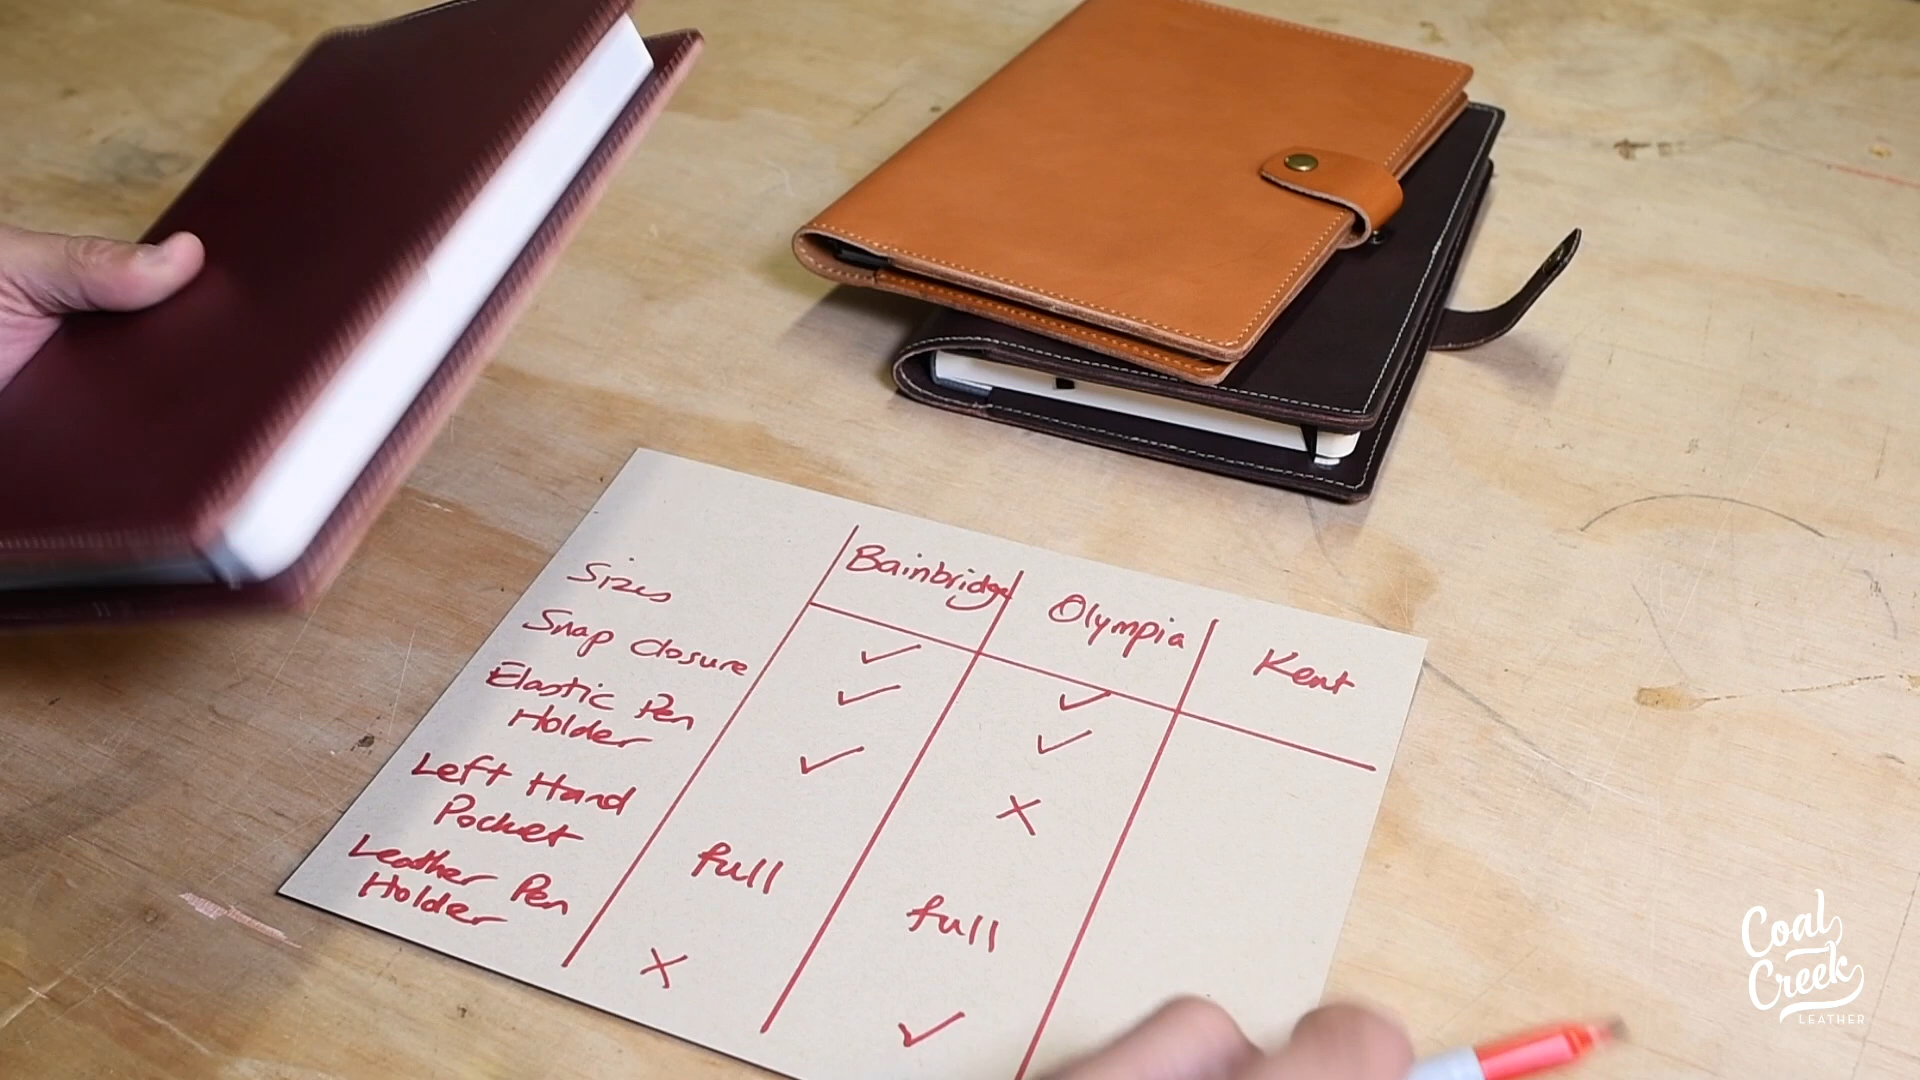 Bainbridge Olympia Kent
Sizes ✓ ✓
Snap Closure ✓ ✓
Elastic Pen
Holder ✓ X
Left Hand
Pocket full full
Leather Pen
Holder X ✓
Coal
Creek
LEATHER